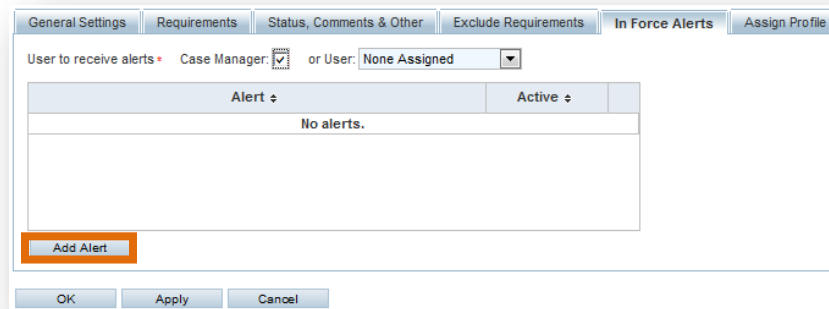 General Settings Requirements Status, Comments & Other Exclude Requirements In Force Alerts Assign Profile
User to receive alerts* Case Manager: or User: None Assigned
Alert Active
No alerts.
Add Alert
OK Apply Cancel